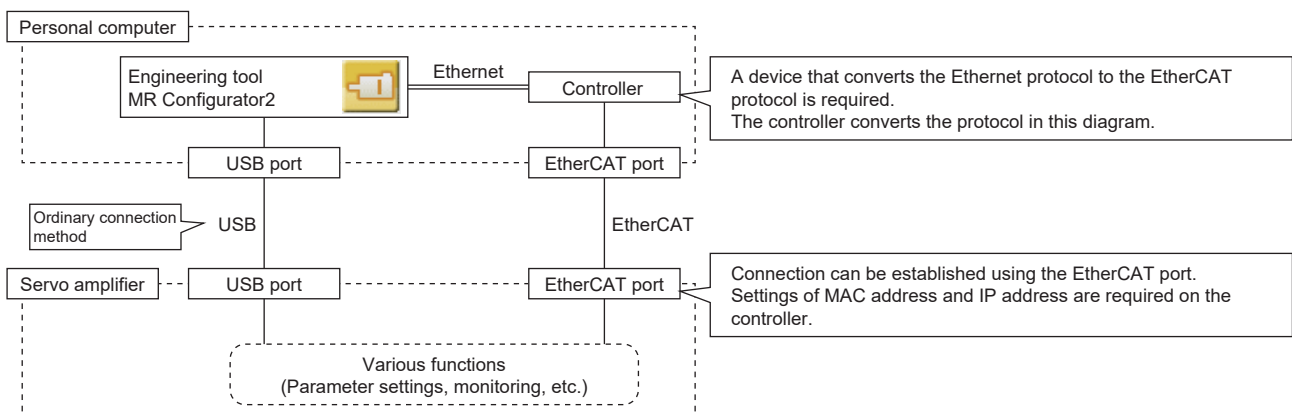 Personal computer
Engineering tool
MR Configurator2
Ethernet
Controller
A device that converts the Ethernet protocol to the EtherCAT
protocol is required.
The controller converts the protocol in this diagram.
USB port
EtherCAT port
Ordinary connection
method
USB
EtherCAT
Servo amplifier
USB port
EtherCAT port
Connection can be established using the EtherCAT port.
Settings of MAC address and IP address are required on the
controller.
Various functions
(Parameter settings, monitoring, etc.)